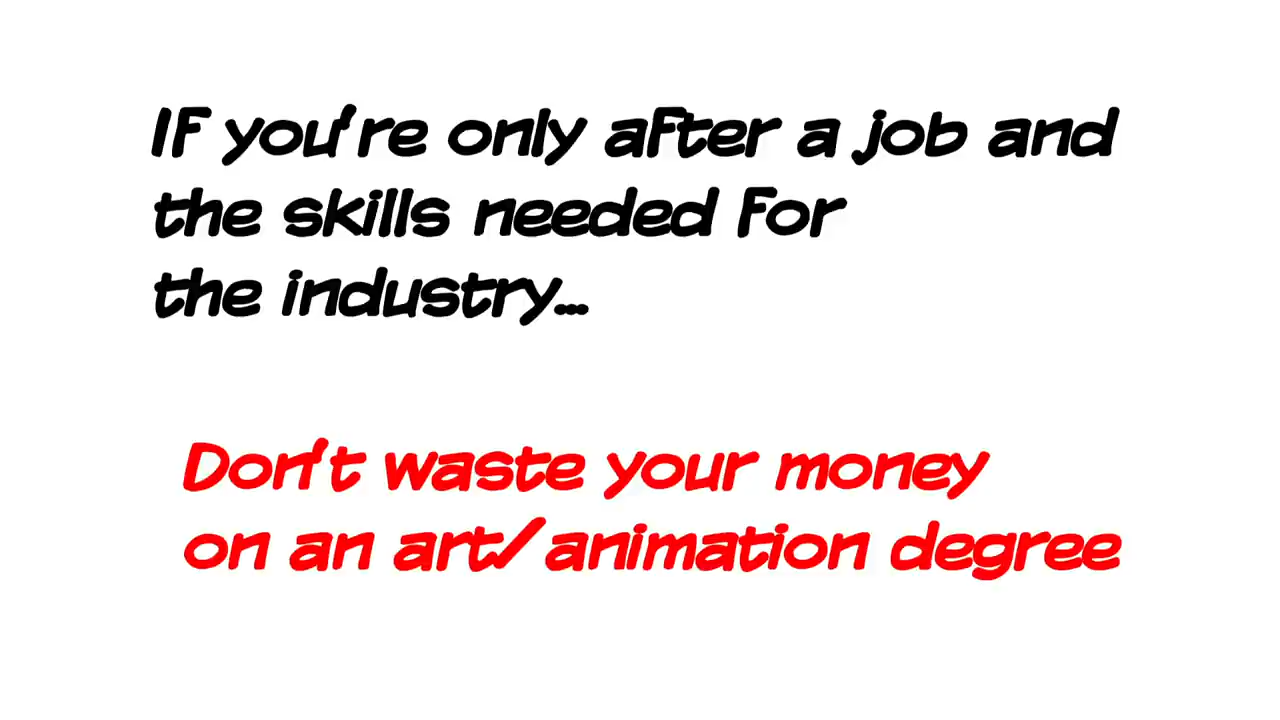 If you're only after a job and
the skills needed for
the industry...
Don't waste your money
on an art/animation degree